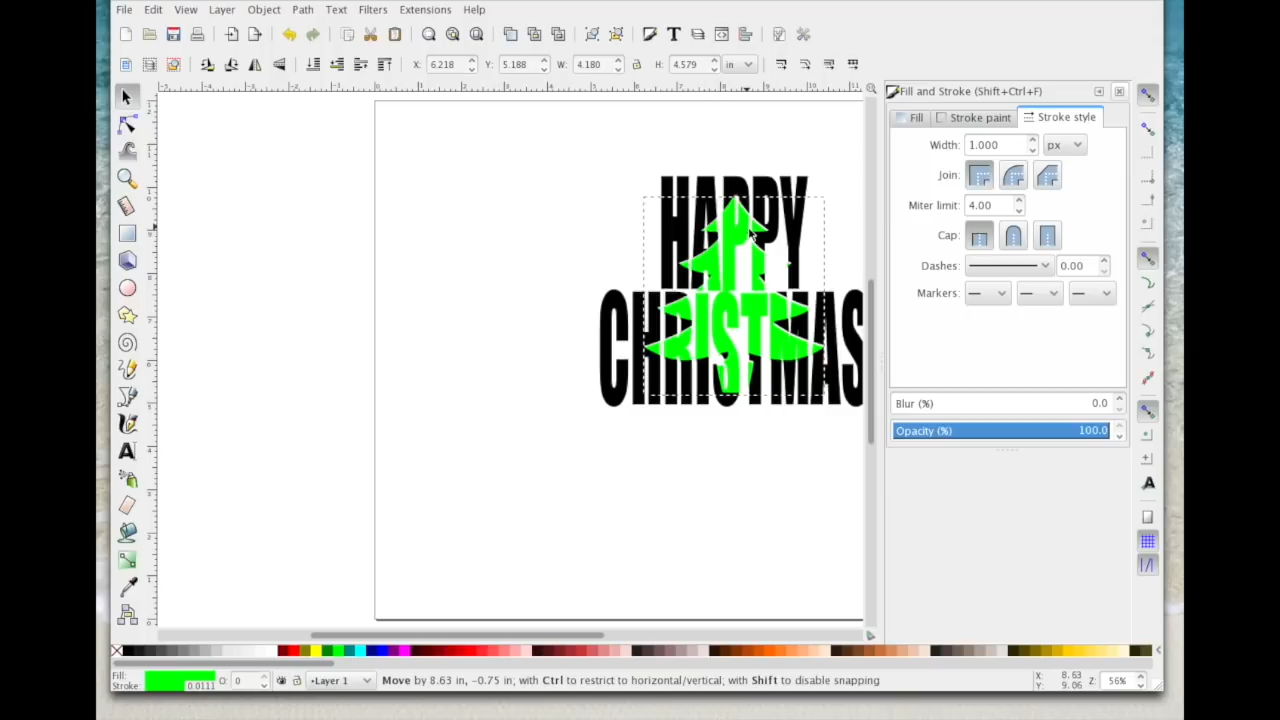 File Edit View Layer Object Path Text Filters Extensions Help
X: 6.218 Y: 5.188 W: 4.180 H: 4.579 in
Fill and Stroke (Shift+Ctrl+F)
Fill Stroke paint Stroke style
Width: 1.000 px
Join:
Miter limit: 4.00
Cap:
Dashes: 0.00
Markers:
Blur (%) 0.0
Opacity (%) 100.0
HAPPY
CHRISTMAS
Fill:
Stroke: 0.0111
O: 0
Layer 1
Move by 8.63 in, -0.75 in; with Ctrl to restrict to horizontal/vertical; with Shift to disable snapping
X: 8.63
Y: 9.06
Z: 56%